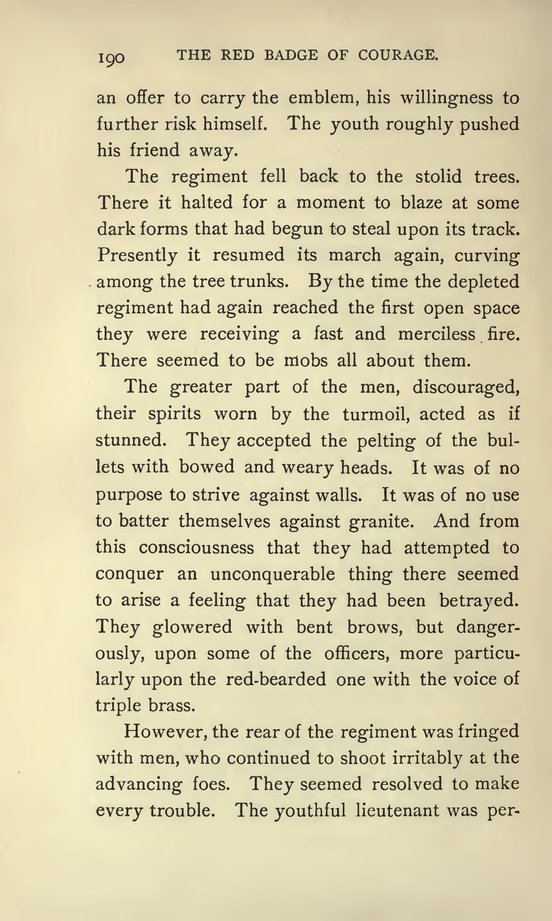 190 THE RED BADGE OF COURAGE.
an offer to carry the emblem, his willingness to
further risk himself. The youth roughly pushed
his friend away.
The regiment fell back to the stolid trees.
There it halted for a moment to blaze at some
dark forms that had begun to steal upon its track.
Presently it resumed its march again, curving
among the tree trunks. By the time the depleted
regiment had again reached the first open space
they were receiving a fast and merciless fire.
There seemed to be mobs all about them.
The greater part of the men, discouraged,
their spirits worn by the turmoil, acted as if
stunned. They accepted the pelting of the bul-
lets with bowed and weary heads. It was of no
purpose to strive against walls. It was of no use
to batter themselves against granite. And from
this consciousness that they had attempted to
conquer an unconquerable thing there seemed
to arise a feeling that they had been betrayed.
They glowered with bent brows, but danger-
ously, upon some of the officers, more particu-
larly upon the red-bearded one with the voice of
triple brass.
However, the rear of the regiment was fringed
with men, who continued to shoot irritably at the
advancing foes. They seemed resolved to make
every trouble. The youthful lieutenant was per-